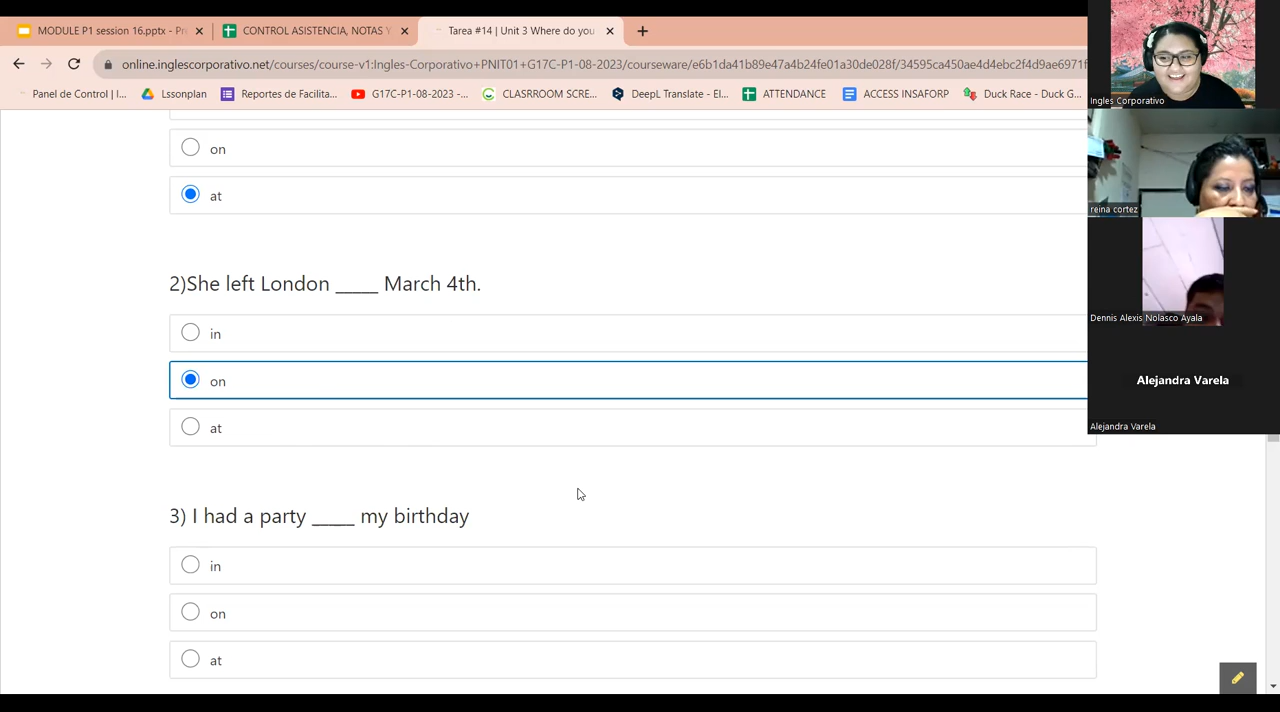 MODULE P1 session 16.pptx - Pr
CONTROL ASISTENCIA, NOTAS Y
Tarea #14 | Unit 3 Where do you
online.inglescorporativo.net/courses/course-v1:Ingles-Corporativo+PNIT01+G17C-P1-08-2023/courseware/e6b1da41b89e47a4b24fe01a30de028f/34595ca450ae4d4ebc2f4d9ae6971f
Panel de Control | I...
Lssonplan
Reportes de Facilita...
G17C-P1-08-2023 -...
CLASRROOM SCRE...
DeepL Translate - El...
ATTENDANCE
ACCESS INSAFORP
Duck Race - Duck G...
Ingles Corporativo
on
at
reina cortez
2)She left London _____ March 4th.
in
on
at
Dennis Alexis Nolasco Ayala
Alejandra Varela
Alejandra Varela
3) I had a party _____ my birthday
in
on
at